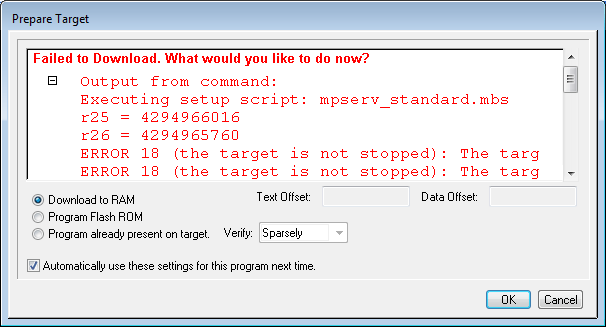 Prepare Target
Failed to Download. What would you like to do now?
Output from command:
Executing setup script: mpserv_standard.mbs
r25 = 4294966016
r26 = 4294965760
ERROR 18 (the target is not stopped): The targ
ERROR 18 (the target is not stopped): The targ
Download to RAM
Text Offset:
Data Offset:
Program Flash ROM
Program already present on target.
Verify:
Sparsely
Automatically use these settings for this program next time.
OK
Cancel